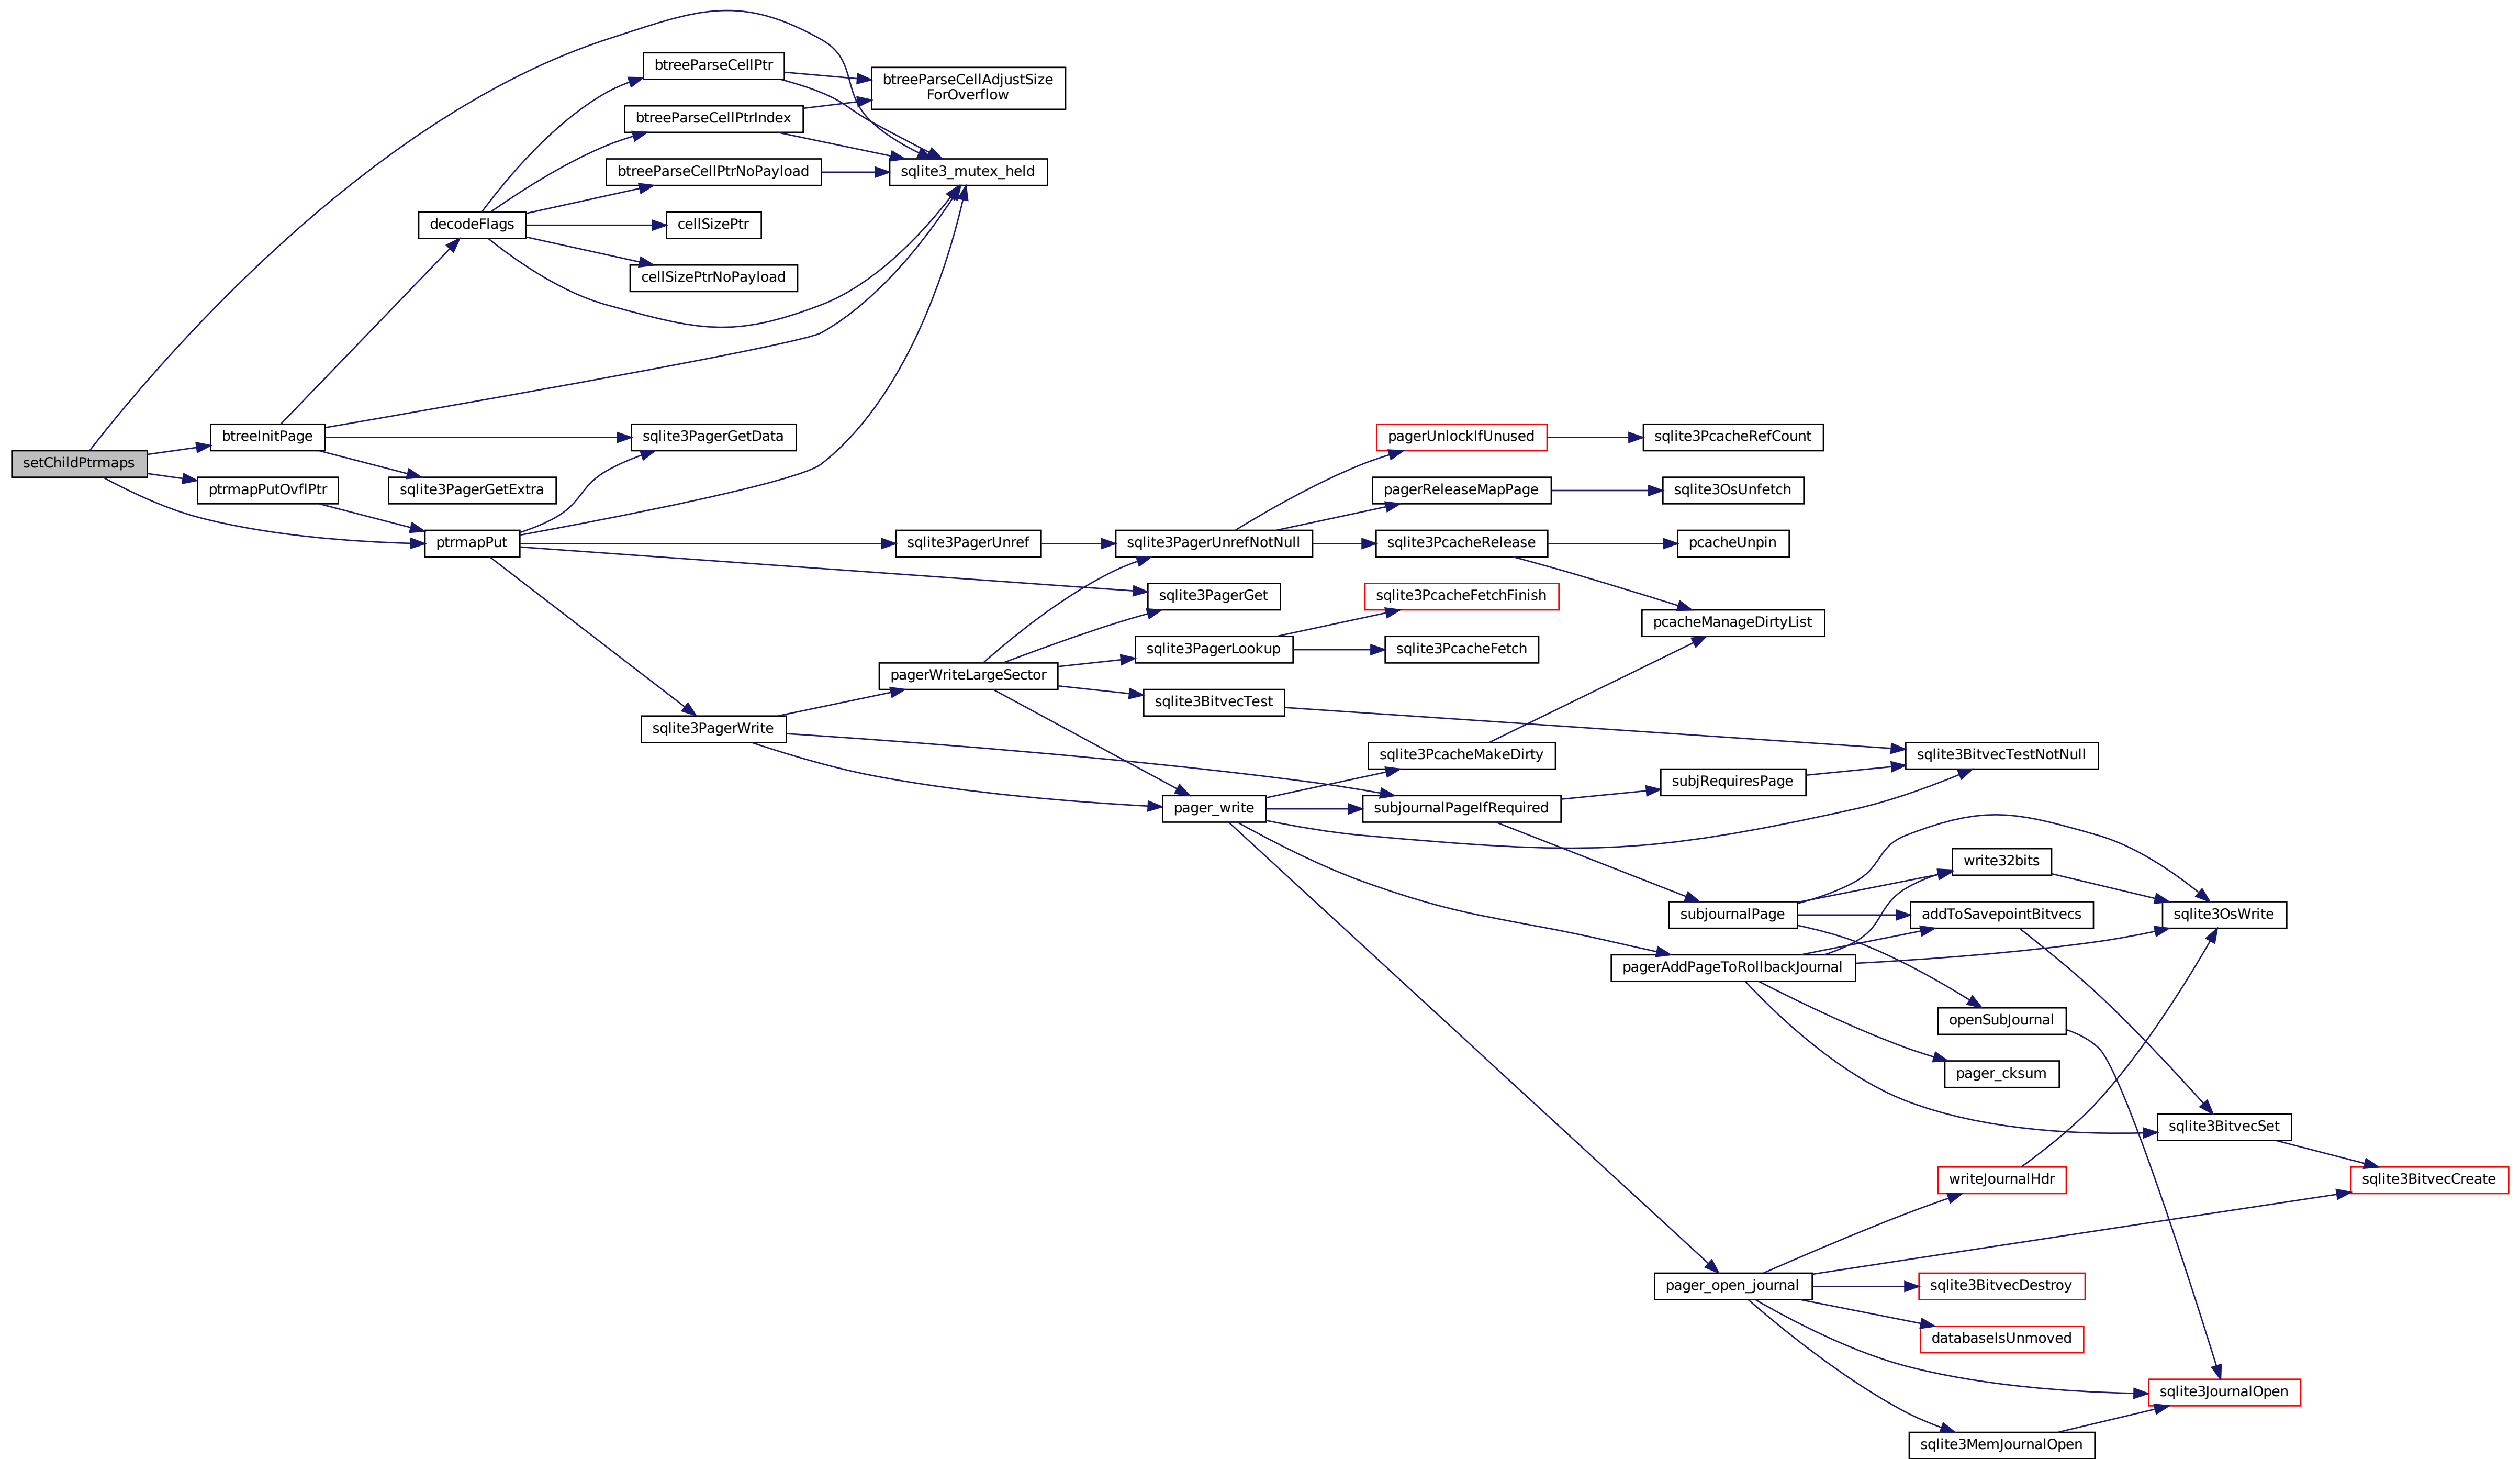 btreeParseCellPtr
btreeParseCellAdjustSize
ForOverflow
btreeParseCellPtrIndex
btreeParseCellPtrNoPayload
sqlite3_mutex_held
decodeFlags
cellSizePtr
cellSizePtrNoPayload
btreeInitPage
sqlite3PagerGetData
pagerUnlockIfUnused
sqlite3PcacheRefCount
setChildPtrmaps
ptrmapPutOvflPtr
sqlite3PagerGetExtra
pagerReleaseMapPage
sqlite3OsUnfetch
ptrmapPut
sqlite3PagerUnref
sqlite3PagerUnrefNotNull
sqlite3PcacheRelease
pcacheUnpin
sqlite3PagerGet
sqlite3PcacheFetchFinish
pcacheManageDirtyList
sqlite3PagerLookup
sqlite3PcacheFetch
pagerWriteLargeSector
sqlite3BitvecTest
sqlite3PagerWrite
sqlite3PcacheMakeDirty
sqlite3BitvecTestNotNull
subjRequiresPage
pager_write
subjournalPageIfRequired
write32bits
subjournalPage
addToSavepointBitvecs
sqlite3OsWrite
pagerAddPageToRollbackJournal
openSubJournal
pager_cksum
sqlite3BitvecSet
writeJournalHdr
sqlite3BitvecCreate
pager_open_journal
sqlite3BitvecDestroy
databaseIsUnmoved
sqlite3JournalOpen
sqlite3MemJournalOpen